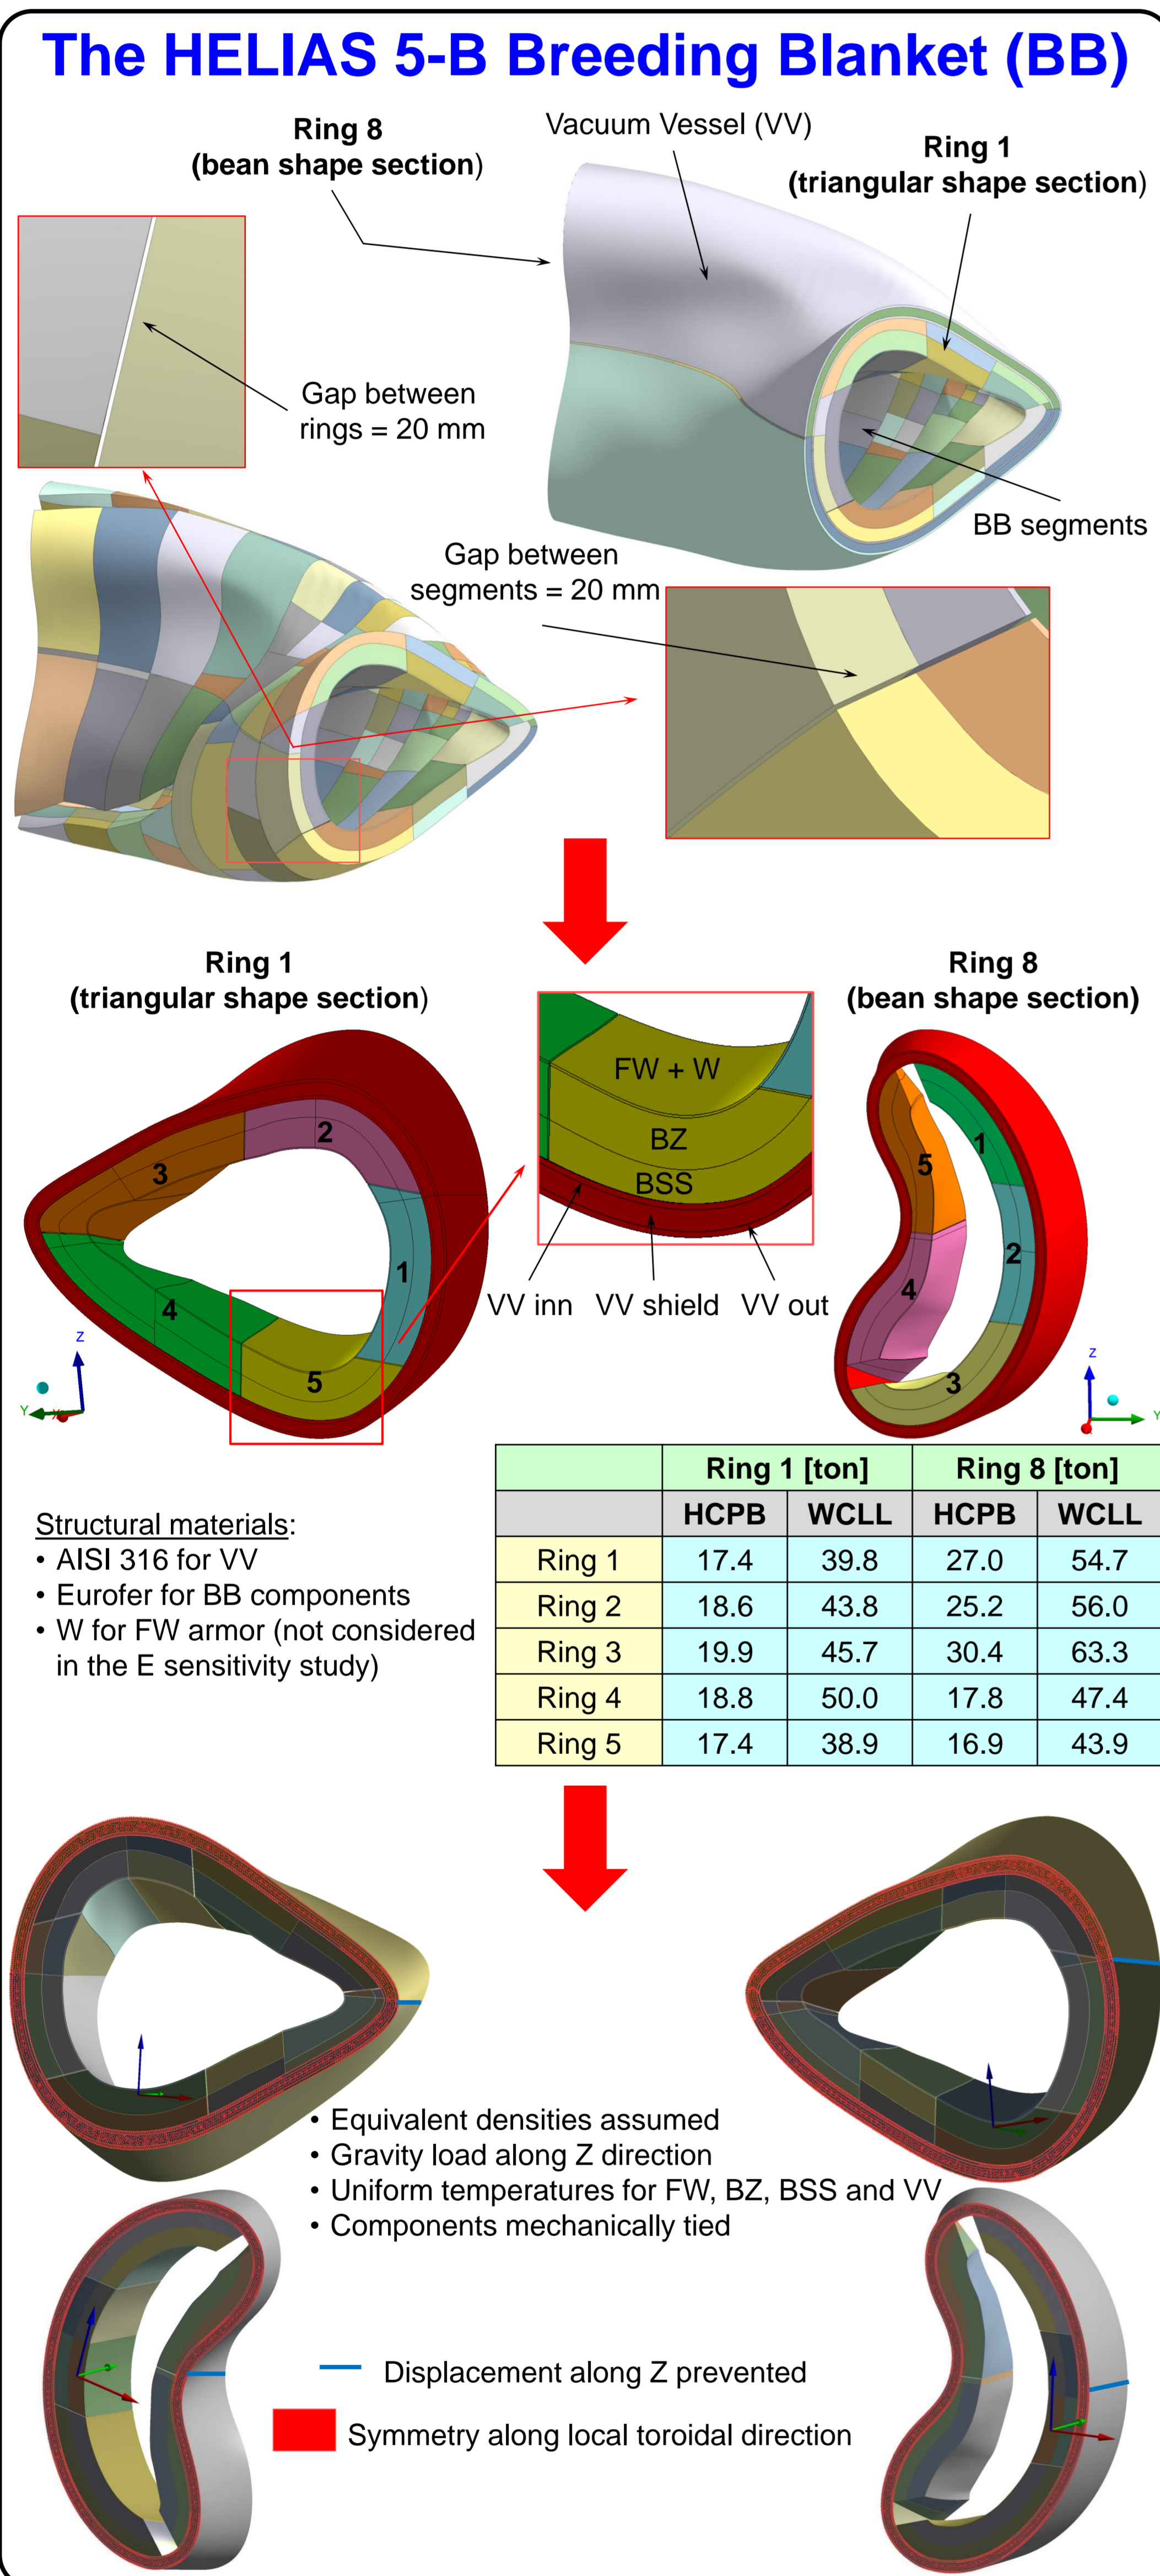 The HELIAS 5-B Breeding Blanket (BB)
Ring 8
(bean shape section)
Vacuum Vessel (VV)
Ring 1
(triangular shape section)
Gap between
rings = 20 mm
BB segments
Gap between
segments = 20 mm
Ring 1
(triangular shape section)
Ring 8
(bean shape section)
FW + W
BZ
BSS
VV inn VV shield VV out
2
3
1
4
5
Z
Y
X
1
5
2
4
3
Z
Y
Structural materials:
• AISI 316 for VV
• Eurofer for BB components
• W for FW armor (not considered
in the E sensitivity study)
Ring 1 [ton] Ring 8 [ton]
HCPB WCLL HCPB WCLL
Ring 1 17.4 39.8 27.0 54.7
Ring 2 18.6 43.8 25.2 56.0
Ring 3 19.9 45.7 30.4 63.3
Ring 4 18.8 50.0 17.8 47.4
Ring 5 17.4 38.9 16.9 43.9
• Equivalent densities assumed
• Gravity load along Z direction
• Uniform temperatures for FW, BZ, BSS and VV
• Components mechanically tied
Displacement along Z prevented
Symmetry along local toroidal direction